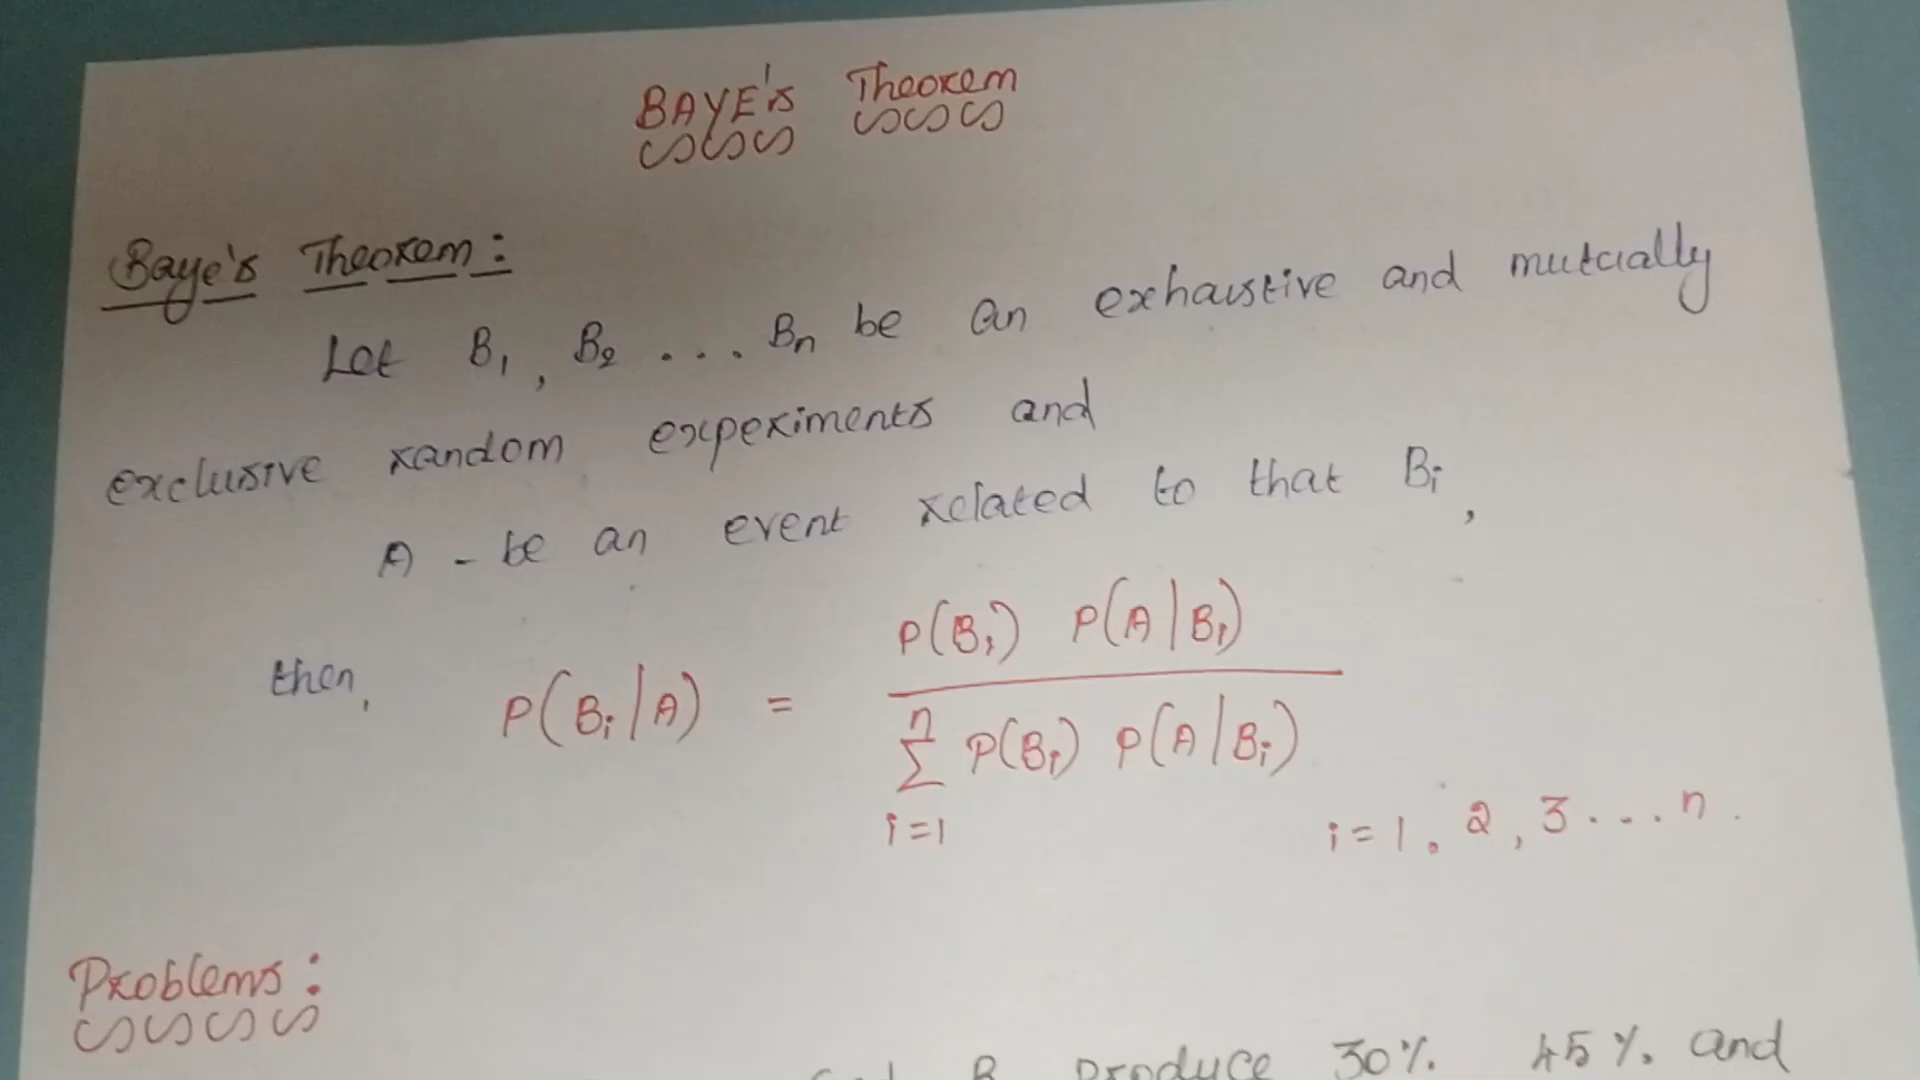 BAYE's Theorem
Baye's Theorem:
Let B₁, B₂ ... Bn be an exhaustive and mutually
exclusive random experiments and
A - be an event related to that Bi,
then, P(Bi/A) = P(Bi) P(A/Bi) / n Σ i=1 P(Bi) P(A/Bi)
i=1, 2, 3...n.
Problems:
B produce 30% 45% and